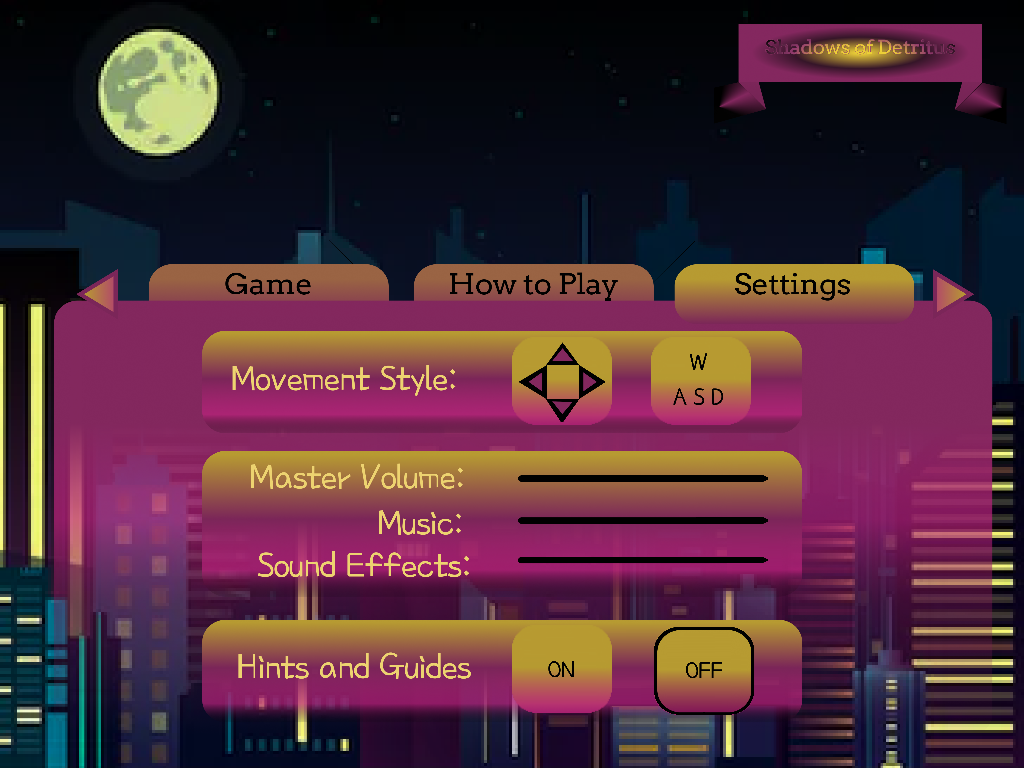 Shadows of Detritus
Game
How to Play
Settings
Movement Style:
W
A S D
Master Volume:
Music:
Sound Effects:
Hints and Guides
ON
OFF